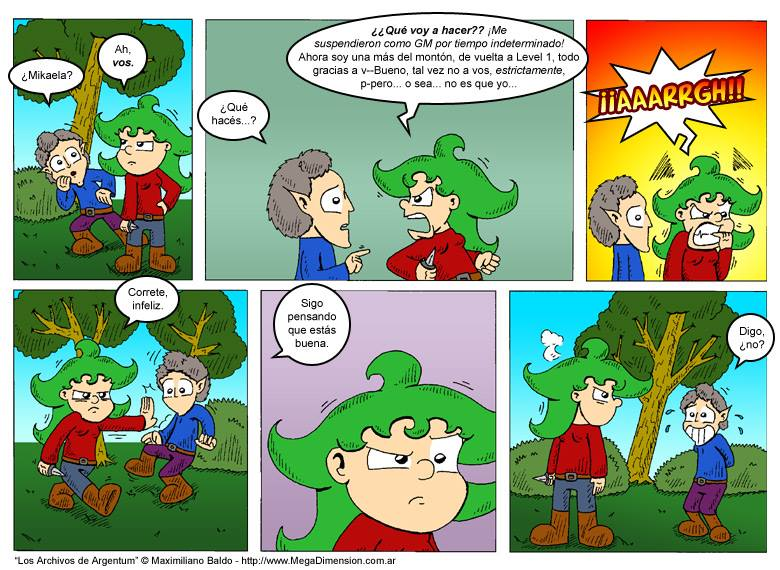 ¿Mikaela?
Ah,
vos.
¿Qué
hacés...?
¿¿Qué voy a hacer?? ¡Me
suspendieron como GM por tiempo indeterminado!
Ahora soy una más del montón, de vuelta a Level 1, todo
gracias a v--Bueno, tal vez no a vos, estrictamente,
p-pero... o sea... no es que yo...
¡¡AAARRGH!!
Correte,
infeliz.
Sigo
pensando
que estás
buena.
Digo,
¿no?
"Los Archivos de Argentum" © Maximiliano Baldo - http://www.MegaDimension.com.ar